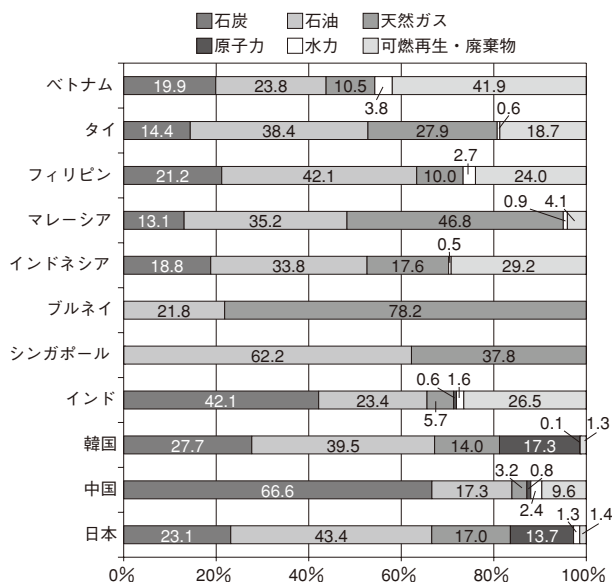 石炭 石油 天然ガス
原子力 水力 可燃再生・廃棄物
ベトナム 19.9 23.8 10.5 41.9
3.8 0.6
タイ 14.4 38.4 27.9 18.7
2.7
フィリピン 21.2 42.1 10.0 24.0
0.9 4.1
マレーシア 13.1 35.2 46.8
0.5
インドネシア 18.8 33.8 17.6 29.2
ブルネイ 21.8 78.2
シンガポール 62.2 37.8
0.6 1.6
インド 42.1 23.4 26.5
5.7 0.1 1.3
韓国 27.7 39.5 14.0 17.3
3.2 0.8
中国 66.6 17.3 9.6
2.4 1.3 1.4
日本 23.1 43.4 17.0 13.7
0% 20% 40% 60% 80% 100%